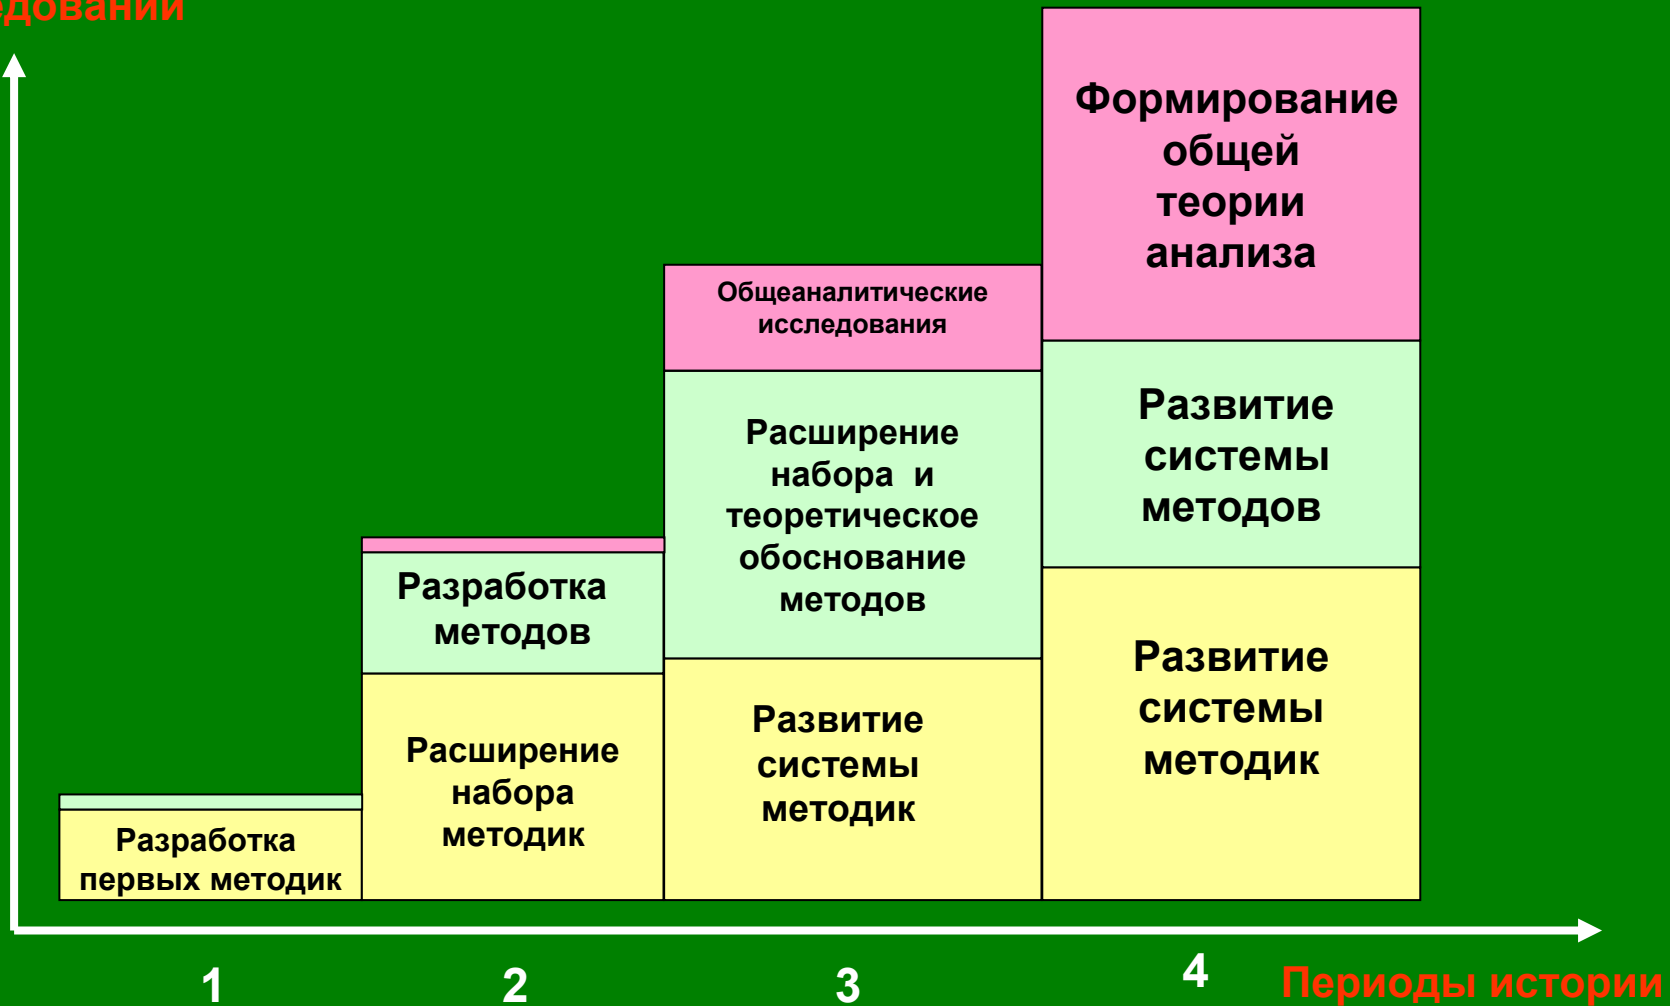 Формирование
общей
теории
анализа
Общеаналитические
исследования
Развитие
системы
методов
Расширение
набора и
теоретическое
обоснование
методов
Разработка
методов
Развитие
системы
методик
Развитие
системы
методик
Расширение
набора
методик
Разработка
первых методик
1
2
3
4
Периоды истории